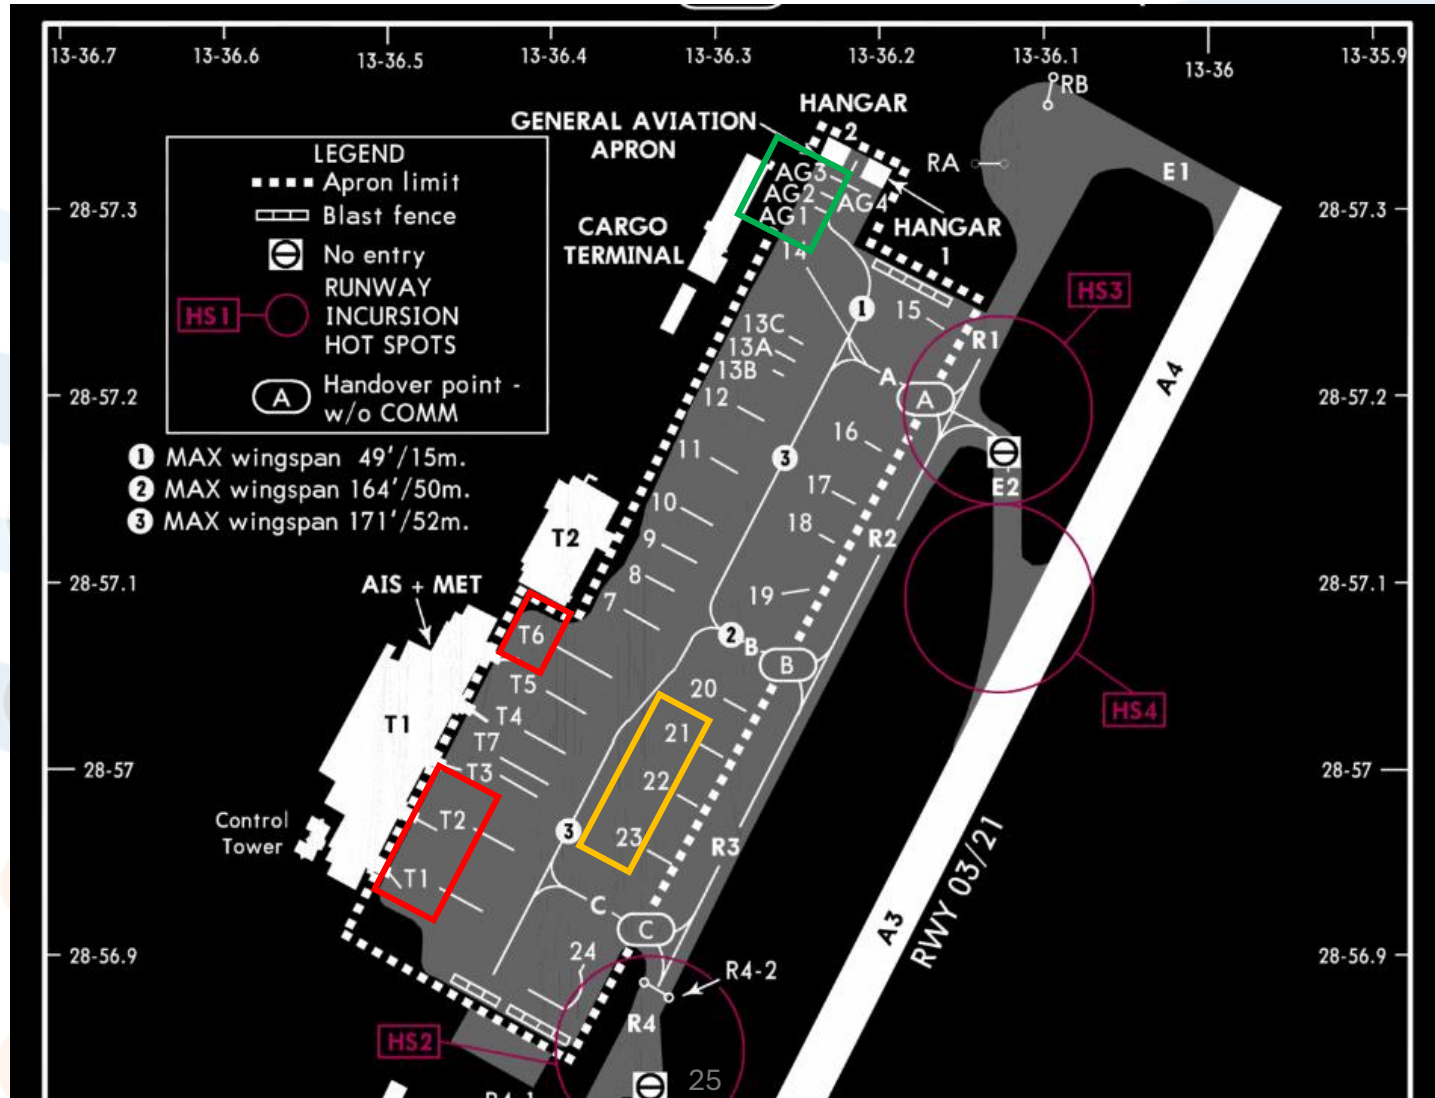 13-36.7
13-36.6
13-36.5
13-36.4
13-36.3
13-36.2
13-36.1
13-36
13-35.9
RB
HANGAR
2
GENERAL AVIATION
APRON
RA
E1
LEGEND
Apron limit
Blast fence
No entry
HS1
RUNWAY
INCURSION
HOT SPOTS
A
Handover point -
w/o COMM
1 MAX wingspan 49'/15m.
2 MAX wingspan 164'/50m.
3 MAX wingspan 171'/52m.
AG3
AG2
AG1
AG4
28-57.3
28-57.3
CARGO
TERMINAL
HANGAR
1
14
HS3
1
15
13C
13A
13B
R1
A4
A
A
28-57.2
28-57.2
12
16
11
3
17
E2
10
18
R2
T2
9
8
7
19
28-57.1
28-57.1
AIS + MET
T6
2
B
B
T5
20
HS4
T1
T4
T7
T3
21
22
23
28-57
28-57
Control
Tower
T2
3
R3
T1
C
C
A3
RWY 03/21
28-56.9
28-56.9
24
R4-2
R4
HS2
25